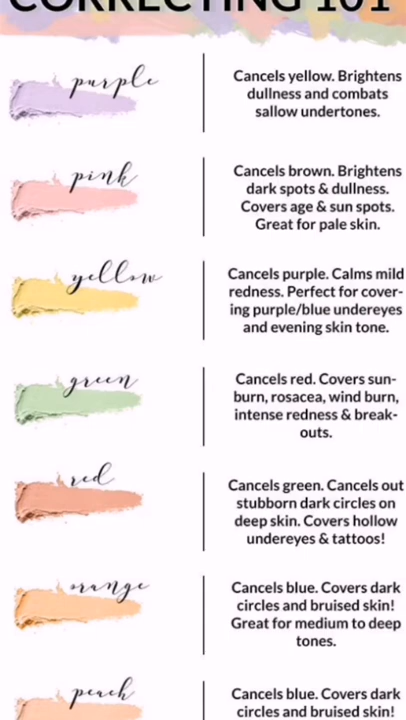 CORRECTING 101
purple
Cancels yellow. Brightens
dullness and combats
sallow undertones.
pink
Cancels brown. Brightens
dark spots & dullness.
Covers age & sun spots.
Great for pale skin.
yellow
Cancels purple. Calms mild
redness. Perfect for cover-
ing purple/blue undereyes
and evening skin tone.
green
Cancels red. Covers sun-
burn, rosacea, wind burn,
intense redness & break-
outs.
red
Cancels green. Cancels out
stubborn dark circles on
deep skin. Covers hollow
undereyes & tattoos!
orange
Cancels blue. Covers dark
circles and bruised skin!
Great for medium to deep
tones.
peach
Cancels blue. Covers dark
circles and bruised skin!